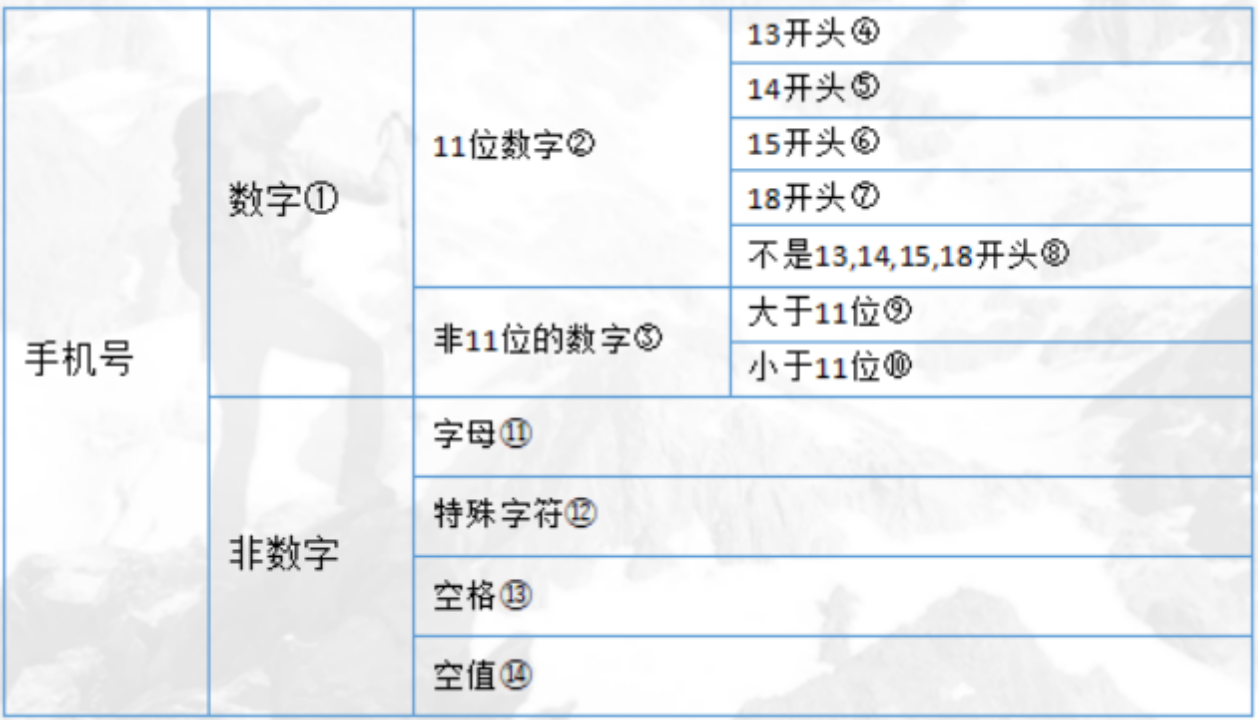 手机号
数字①
11位数字②
13开头④
14开头⑤
15开头⑥
18开头⑦
不是13,14,15,18开头⑧
非11位的数字③
大于11位⑨
小于11位⑩
非数字
字母⑪
特殊字符⑫
空格⑬
空值⑭